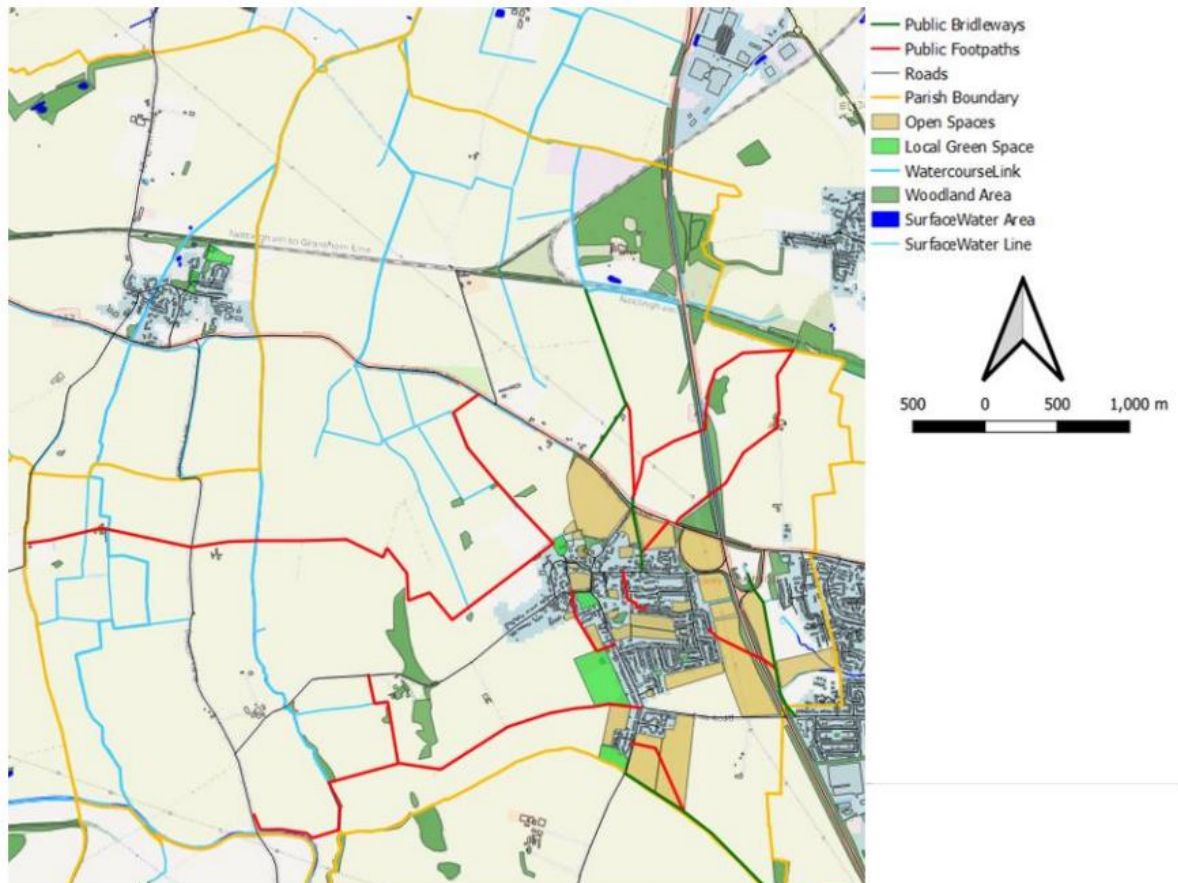 Public Bridleways
Public Footpaths
Roads
Parish Boundary
Open Spaces
Local Green Space
WatercourseLink
Woodland Area
SurfaceWater Area
SurfaceWater Line
500 0 500 1,000 m
Nottingham to Grantham Line
Nottingham